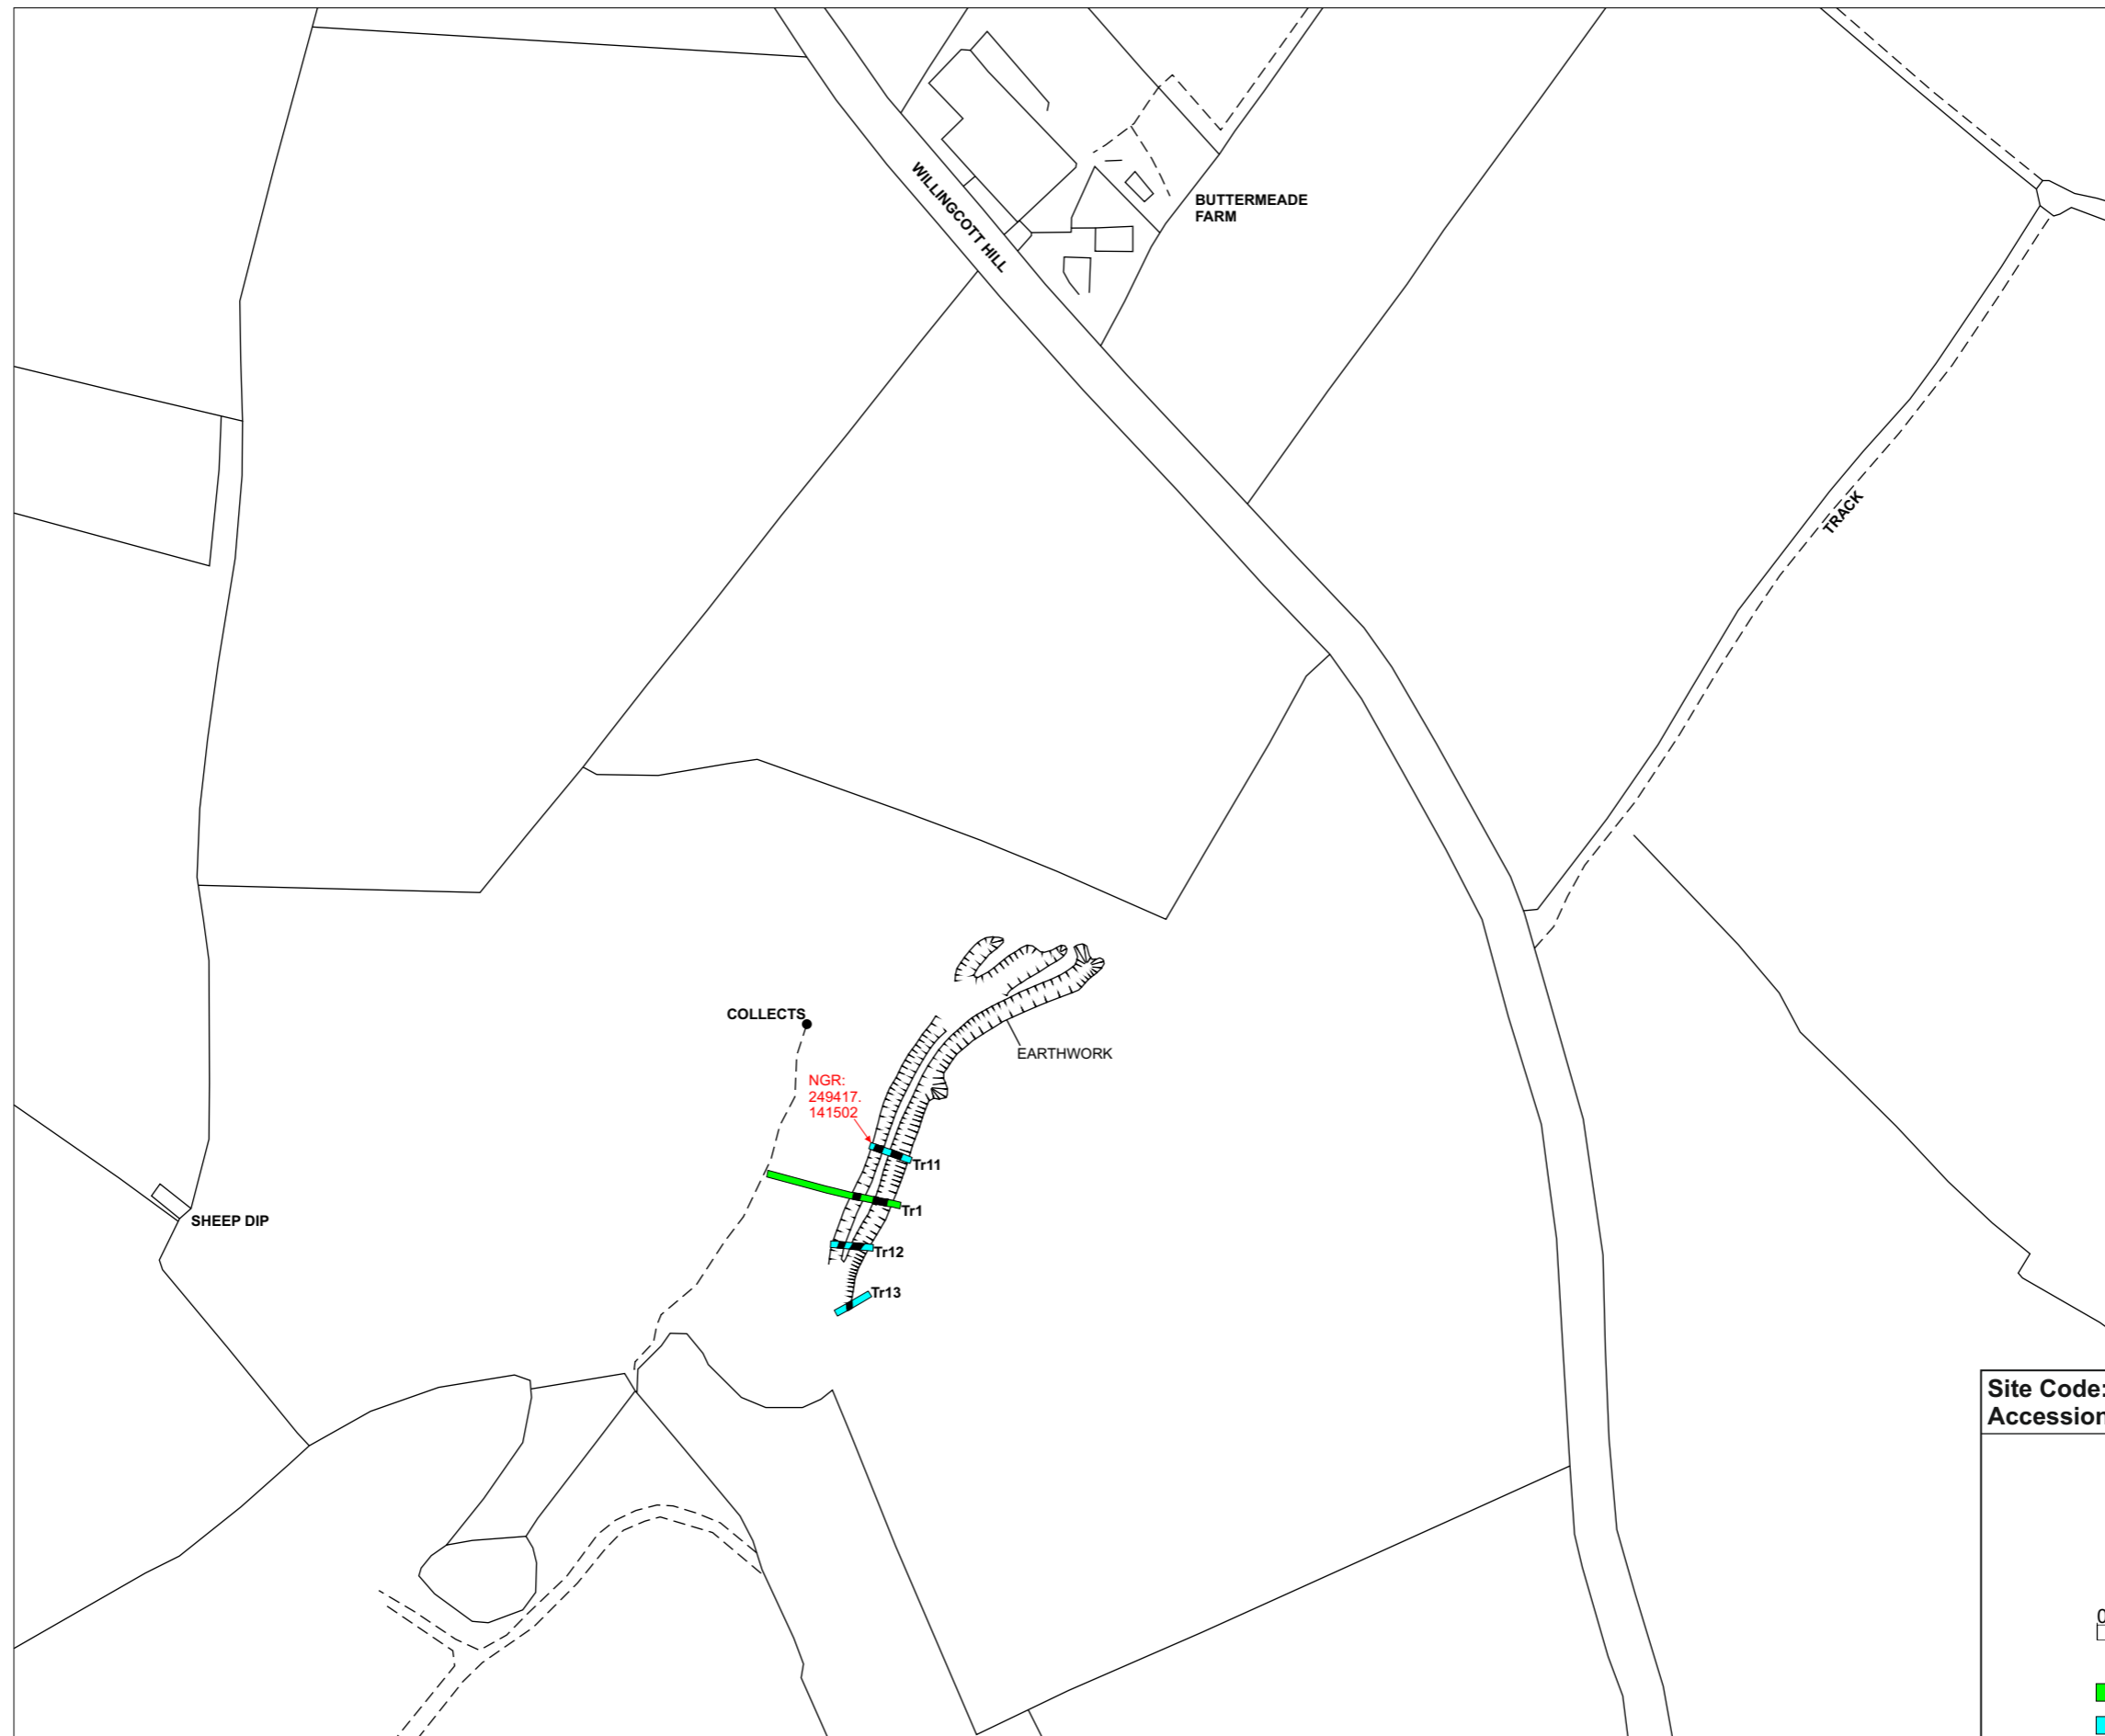 WILLINGCOTT HILL
BUTTERMEADE
FARM
TRACK
COLLECTS
EARTHWORK
NGR:
249417.
141502
Tr11
Tr1
SHEEP DIP
Tr12
Tr13
Site Code:
Accession
0